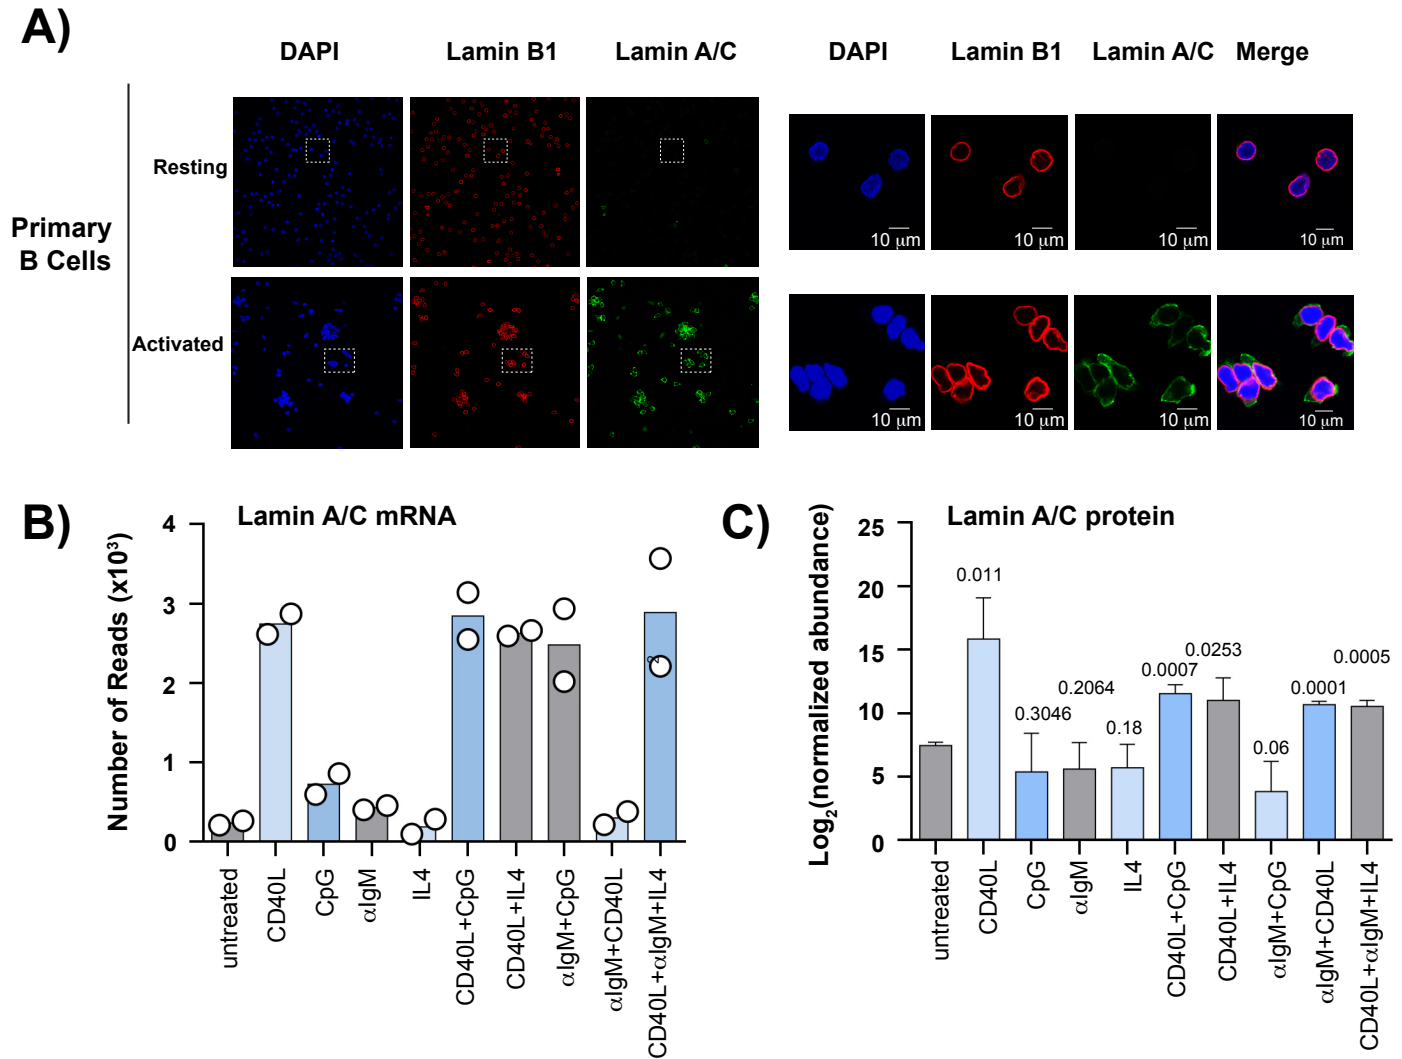 A)
DAPI
Lamin B1
Lamin A/C
DAPI
Lamin B1
Lamin A/C
Merge
Primary
B Cells
Resting
10 μm
10 μm
10 μm
10 μm
Activated
10 μm
10 μm
10 μm
10 μm
B)
Lamin A/C mRNA
Number of Reads (x10³)
4
3
2
1
0
2
untreated
CD40L
CpG
αIgM
IL4
CD40L+CpG
CD40L+IL4
αIgM+CpG
αIgM+CD40L
CD40L+αIgM+IL4
C)
Lamin A/C protein
Log₂(normalized abundance)
25
20
15
10
5
0
0.011
0.3046
0.2064
0.18
0.0007
0.0253
0.06
0.0001
0.0005
untreated
CD40L
CpG
αIgM
IL4
CD40L+CpG
CD40L+IL4
αIgM+CpG
αIgM+CD40L
CD40L+αIgM+IL4